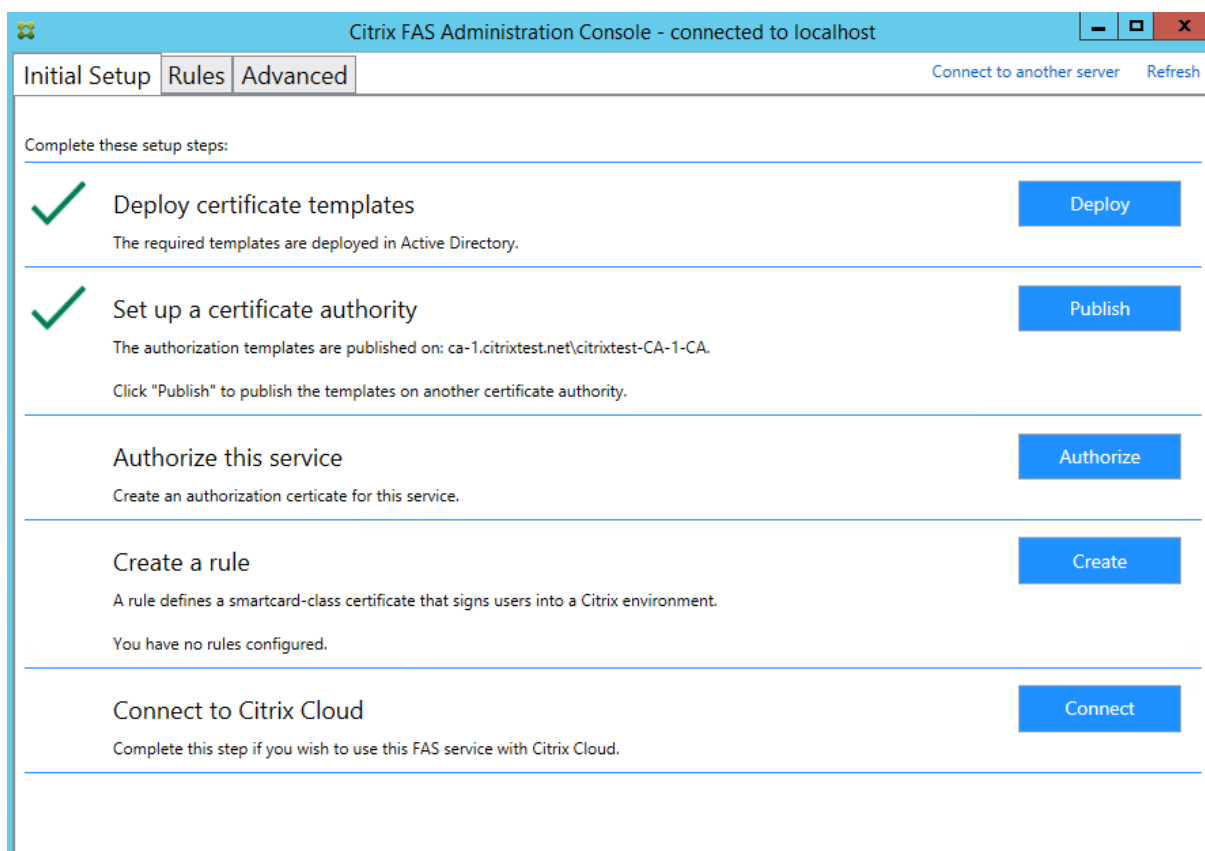 Citrix FAS Administration Console - connected to localhost
Initial Setup Rules Advanced Connect to another server Refresh
Complete these setup steps:
Deploy certificate templates Deploy
The required templates are deployed in Active Directory.
Set up a certificate authority Publish
The authorization templates are published on: ca-1.citrixtest.net\citrixtest-CA-1-CA.
Click "Publish" to publish the templates on another certificate authority.
Authorize this service Authorize
Create an authorization certicate for this service.
Create a rule Create
A rule defines a smartcard-class certificate that signs users into a Citrix environment.
You have no rules configured.
Connect to Citrix Cloud Connect
Complete this step if you wish to use this FAS service with Citrix Cloud.